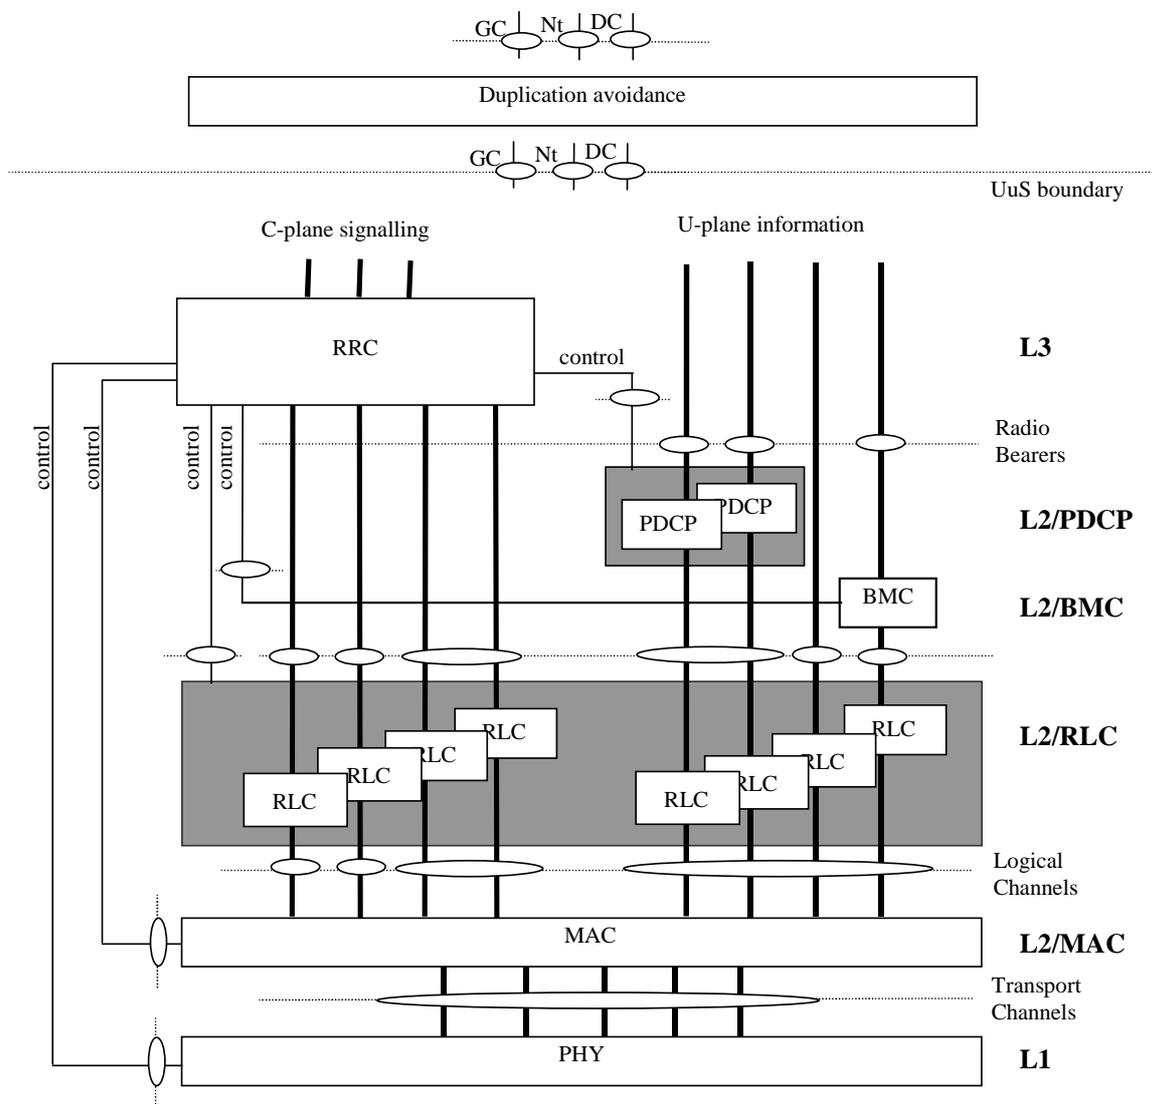 GC Nt DC
Duplication avoidance
GC Nt DC
UuS boundary
C-plane signalling
U-plane information
RRC
control
L3
control
control
control
control
Radio
Bearers
PDCP
PDCP
L2/PDCP
BMC
L2/BMC
RLC
RLC
RLC
RLC
RLC
RLC
RLC
RLC
L2/RLC
Logical
Channels
MAC
L2/MAC
Transport
Channels
PHY
L1